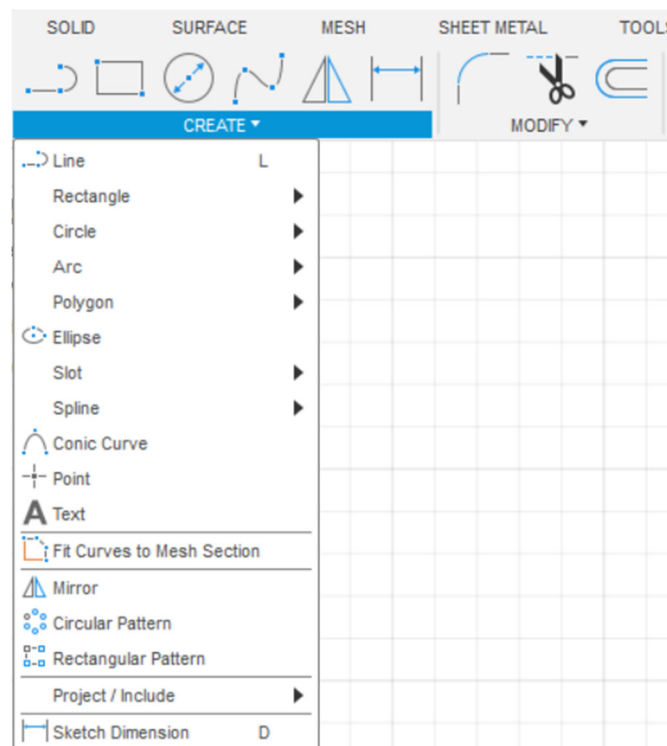 SOLID SURFACE MESH SHEET METAL TOOLS
CREATE MODIFY
Line L
Rectangle
Circle
Arc
Polygon
Ellipse
Slot
Spline
Conic Curve
Point
A Text
Fit Curves to Mesh Section
Mirror
Circular Pattern
Rectangular Pattern
Project / Include
Sketch Dimension D